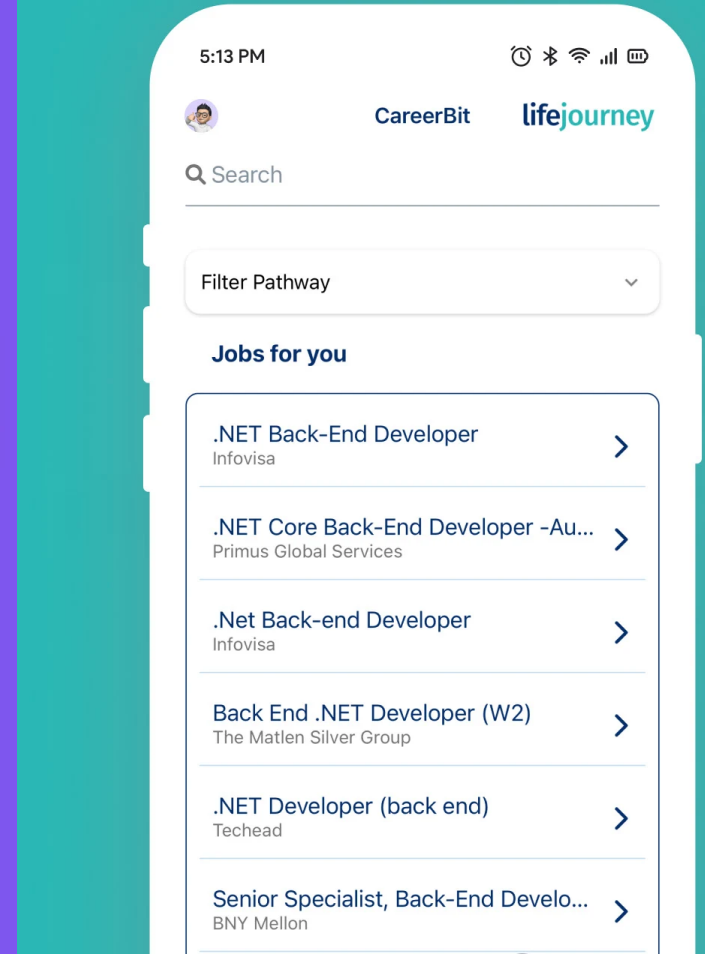 5:13 PM
CareerBit
lifejourney
Search
Filter Pathway
Jobs for you
.NET Back-End Developer
Infovisa
.NET Core Back-End Developer -Au...
Primus Global Services
.Net Back-end Developer
Infovisa
Back End .NET Developer (W2)
The Matlen Silver Group
.NET Developer (back end)
Techead
Senior Specialist, Back-End Develo...
BNY Mellon